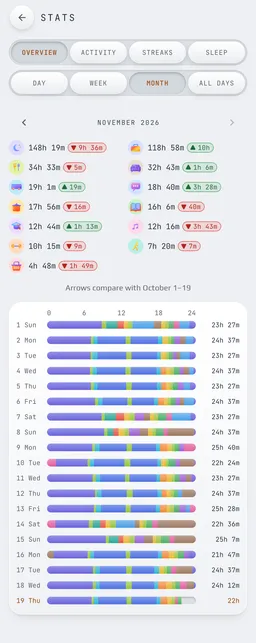 STATS
OVERVIEW ACTIVITY STREAKS SLEEP
DAY WEEK MONTH ALL DAYS
NOVEMBER 2026
148h 19m ▼ 9h 36m 118h 58m ▲ 10h
34h 33m ▼ 5m 32h 43m ▲ 1h 6m
19h 1m ▲ 19m 18h 40m ▲ 3h 28m
17h 56m ▼ 16m 16h 6m ▼ 40m
12h 44m ▲ 1h 13m 12h 16m ▼ 3h 43m
10h 15m ▼ 9m 7h 20m ▼ 7m
4h 48m ▼ 1h 49m
Arrows compare with October 1–19
0 6 12 18 24
1 Sun 23h 27m
2 Mon 24h 37m
3 Tue 23h 27m
4 Wed 24h 37m
5 Thu 23h 27m
6 Fri 24h 37m
7 Sat 23h 27m
8 Sun 24h 37m
9 Mon 25h 40m
10 Tue 22h 24m
11 Wed 23h 27m
12 Thu 24h 37m
13 Fri 25h 28m
14 Sat 22h 36m
15 Sun 25h 7m
16 Mon 21h 47m
17 Tue 24h 37m
18 Wed 24h 12m
19 Thu 22h